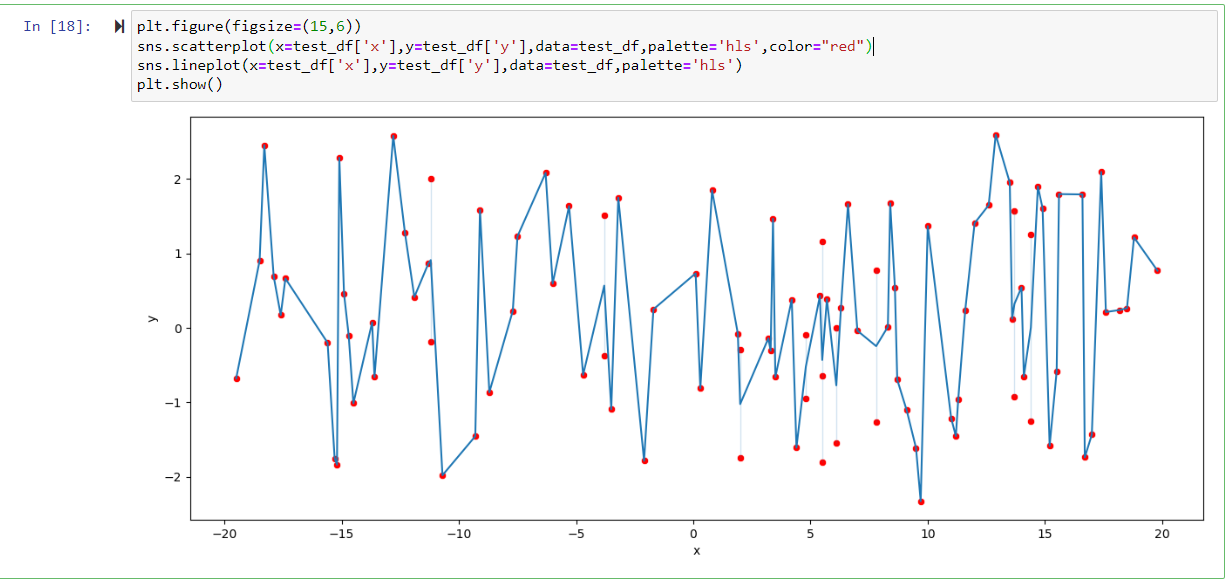 In [18]:
plt.figure(figsize=(15,6))
sns.scatterplot(x=test_df['x'],y=test_df['y'],data=test_df,palette='hls',color="red")
sns.lineplot(x=test_df['x'],y=test_df['y'],data=test_df,palette='hls')
plt.show()
2
1
0
−1
−2
y
−20 −15 −10 −5 0 5 10 15 20
x